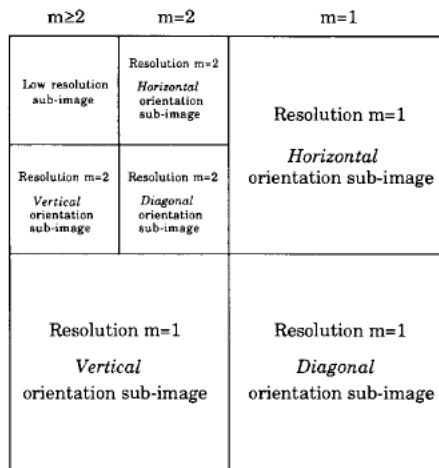 m≥2
m=2
m=1
Low resolution
sub-image
Resolution m=2
Horizontal
orientation
sub-image
Resolution m=1
Horizontal
orientation sub-image
Resolution m=2
Vertical
orientation
sub-image
Resolution m=2
Diagonal
orientation
sub-image
Resolution m=1
Vertical
orientation sub-image
Resolution m=1
Diagonal
orientation sub-image